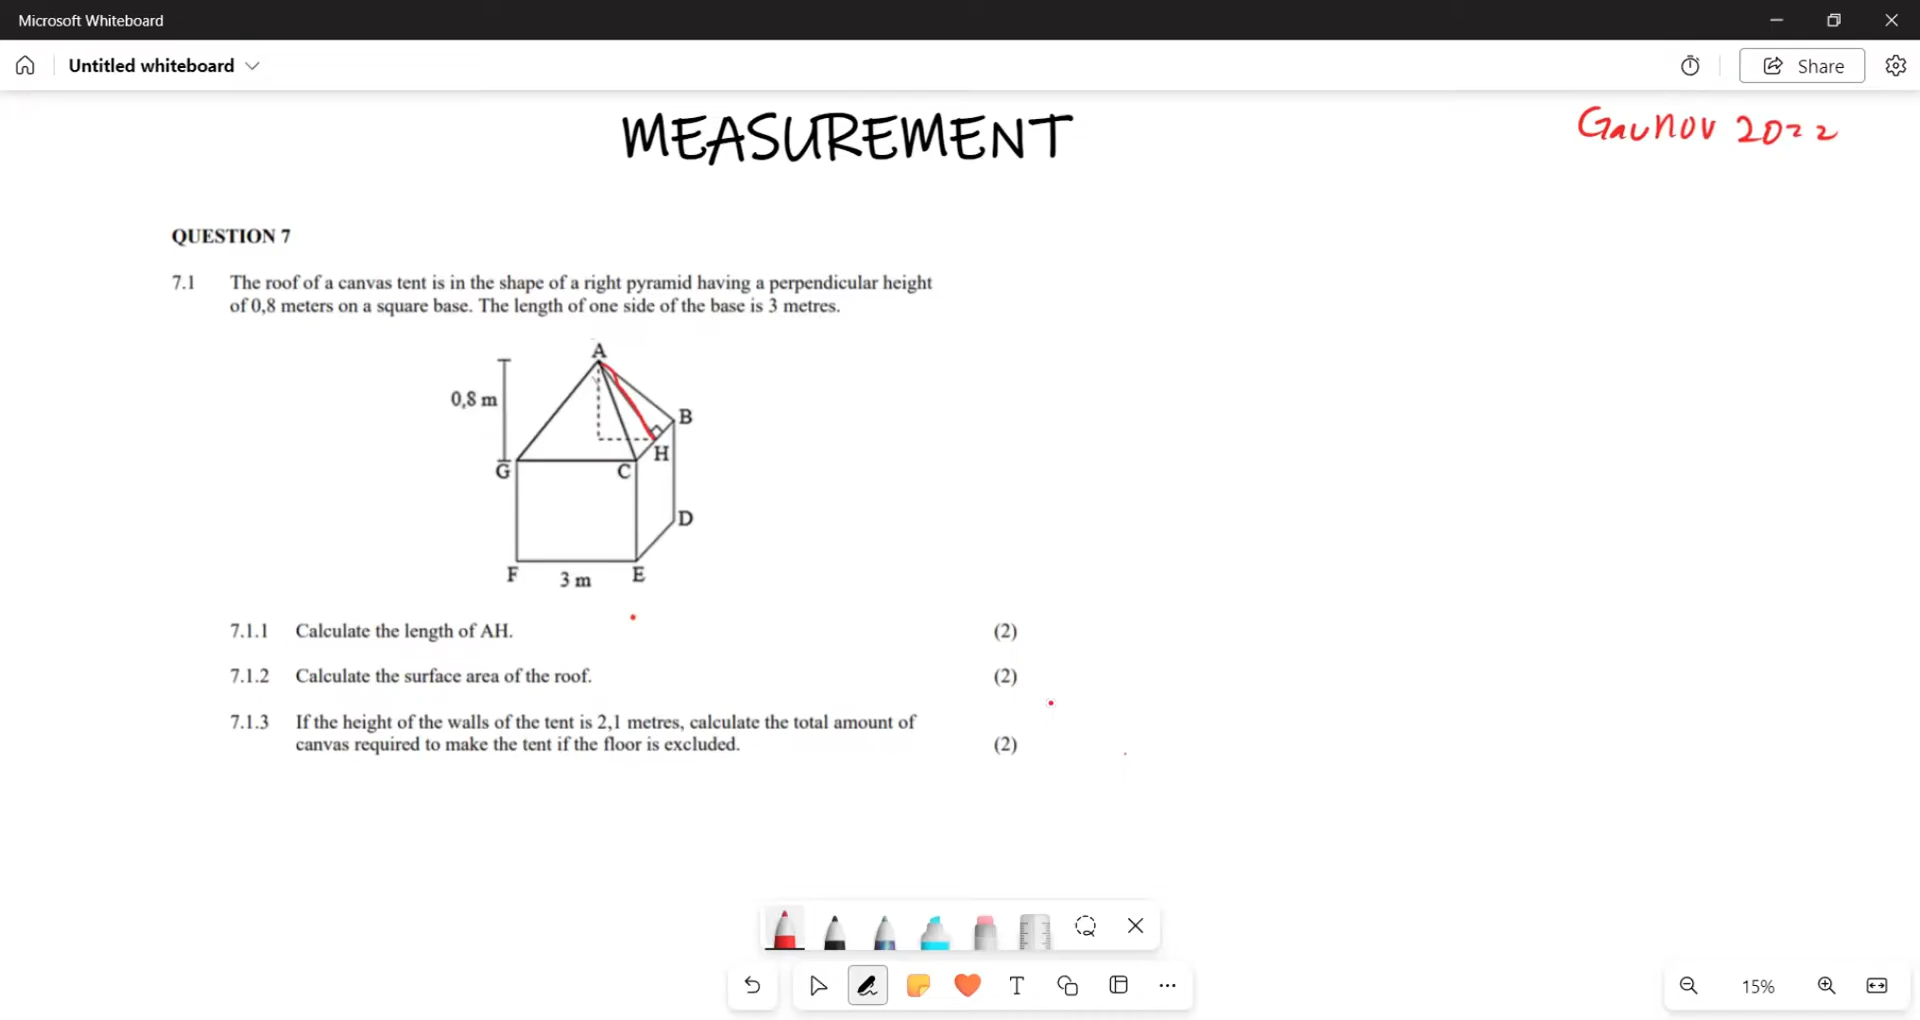 Microsoft Whiteboard
Untitled whiteboard
Share
MEASUREMENT
Gaunov 2022
QUESTION 7
7.1 The roof of a canvas tent is in the shape of a right pyramid having a perpendicular height
of 0,8 meters on a square base. The length of one side of the base is 3 metres.
A
0,8 m
B
H
G
C
D
F
3 m
E
7.1.1 Calculate the length of AH. (2)
7.1.2 Calculate the surface area of the roof. (2)
7.1.3 If the height of the walls of the tent is 2,1 metres, calculate the total amount of
canvas required to make the tent if the floor is excluded. (2)
T
15%